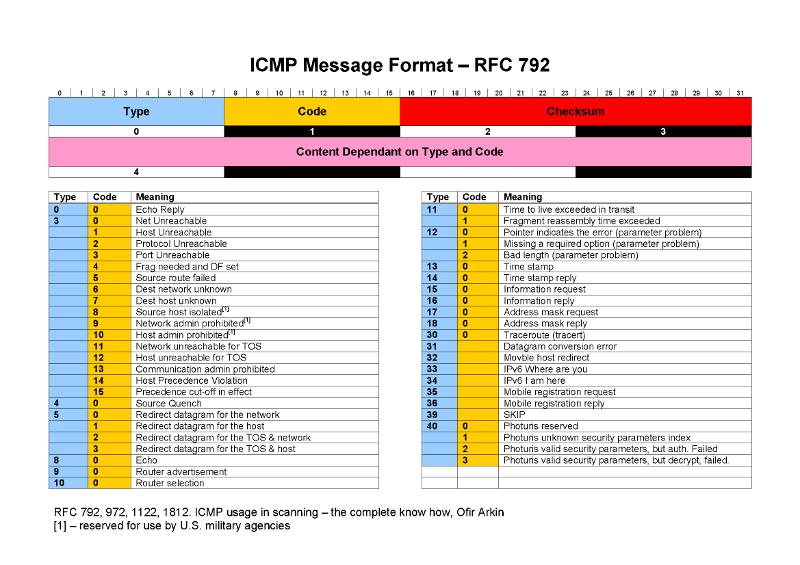 ICMP Message Format – RFC 792
0 1 2 3 4 5 6 7 8 9 10 11 12 13 14 15 16 17 18 19 20 21 22 23 24 25 26 27 28 29 30 31
Type Code Checksum
0 1 2 3
Content Dependant on Type and Code
4
Type Code Meaning
0 0 Echo Reply
3 0 Net Unreachable
1 Host Unreachable
2 Protocol Unreachable
3 Port Unreachable
4 Frag needed and DF set
5 Source route failed
6 Dest network unknown
7 Dest host unknown
8 Source host isolated[1]
9 Network admin prohibited[1]
10 Host admin prohibited[1]
11 Network unreachable for TOS
12 Host unreachable for TOS
13 Communication admin prohibited
14 Host Precedence Violation
15 Precedence cut-off in effect
4 0 Source Quench
5 0 Redirect datagram for the network
1 Redirect datagram for the host
2 Redirect datagram for the TOS & network
3 Redirect datagram for the TOS & host
8 0 Echo
9 0 Router advertisement
10 0 Router selection
Type Code Meaning
11 0 Time to live exceeded in transit
1 Fragment reassembly time exceeded
12 0 Pointer indicates the error (parameter problem)
1 Missing a required option (parameter problem)
2 Bad length (parameter problem)
13 0 Time stamp
14 0 Time stamp reply
15 0 Information request
16 0 Information reply
17 0 Address mask request
18 0 Address mask reply
30 0 Traceroute (tracert)
31 Datagram conversion error
32 Movble host redirect
33 IPv6 Where are you
34 IPv6 I am here
35 Mobile registration request
36 Mobile registration reply
39 SKIP
40 0 Photuris reserved
1 Photuris unknown security parameters index
2 Photuris valid security parameters, but auth. Failed
3 Photuris valid security parameters, but decrypt, failed.
RFC 792, 972, 1122, 1812. ICMP usage in scanning – the complete know how, Ofir Arkin
[1] – reserved for use by U.S. military agencies